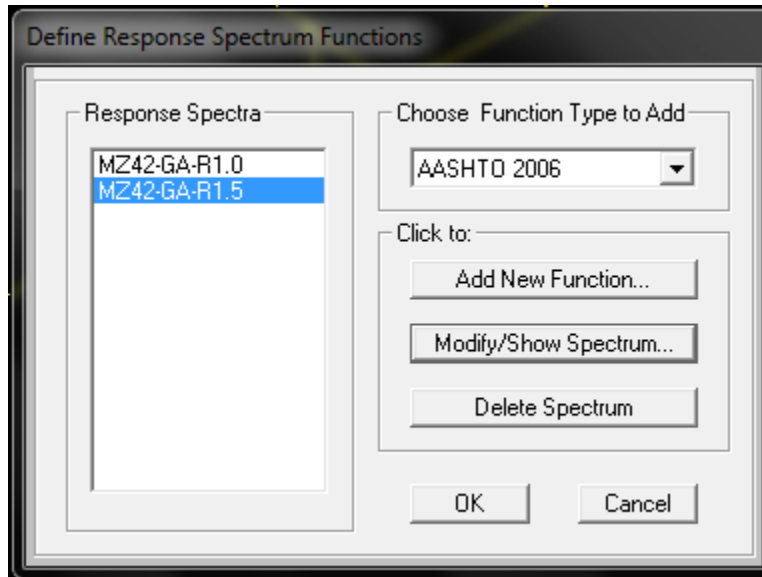 Define Response Spectrum Functions
Response Spectra
MZ42-GA-R1.0
MZ42-GA-R1.5
Choose Function Type to Add
AASHTO 2006
Click to:
Add New Function...
Modify/Show Spectrum...
Delete Spectrum
OK
Cancel